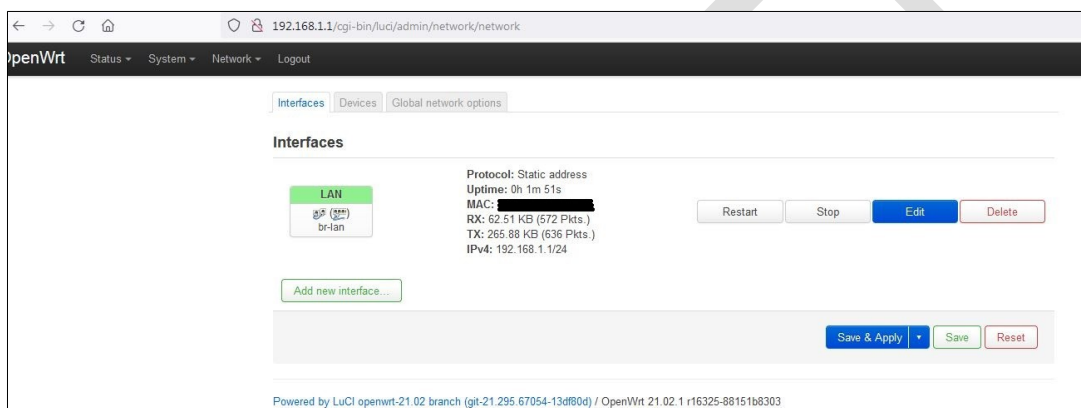 192.168.1.1/cgi-bin/luci/admin/network/network
OpenWrt Status System Network Logout
Interfaces Devices Global network options
Interfaces
LAN
br-lan
Protocol: Static address
Uptime: 0h 1m 51s
MAC:
RX: 62.51 KB (572 Pkts.)
TX: 265.88 KB (636 Pkts.)
IPv4: 192.168.1.1/24
Restart Stop Edit Delete
Add new interface...
Save & Apply Save Reset
Powered by LuCI openwrt-21.02 branch (git-21.295.67054-13df80d) / OpenWrt 21.02.1 r16325-88151b8303